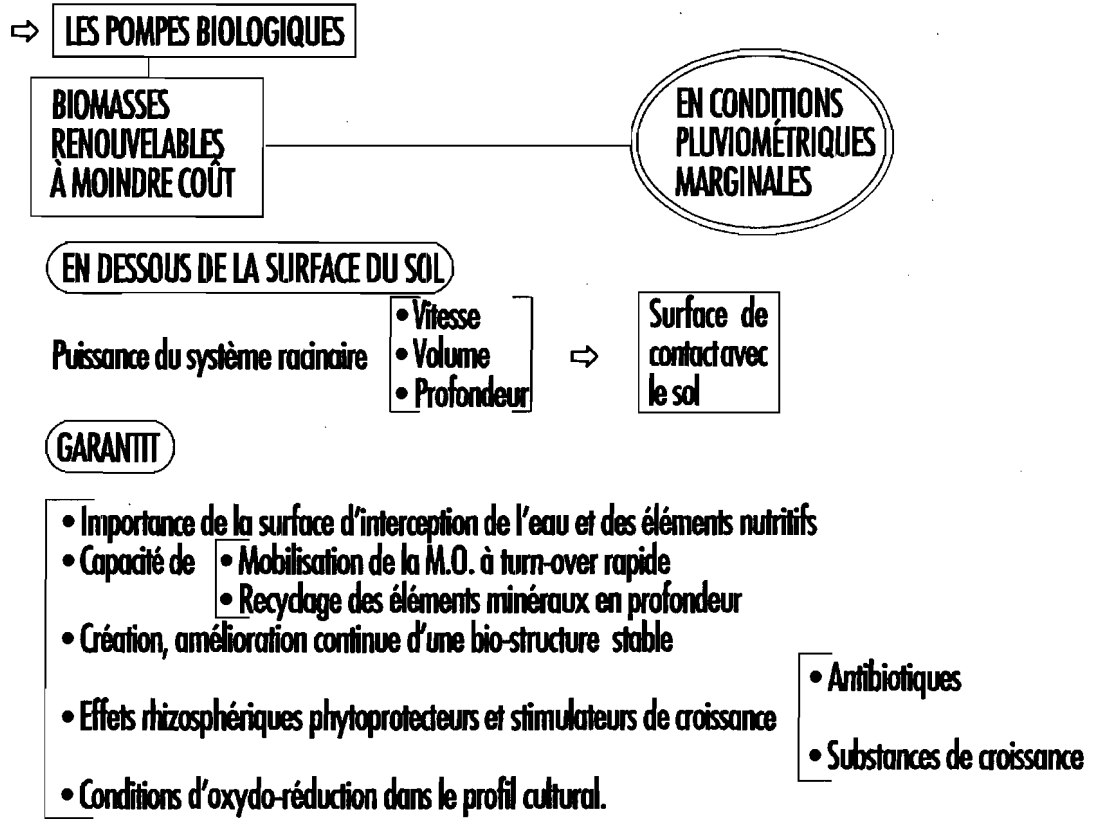 ⇨ LES POMPES BIOLOGIQUES
BIOMASSES
RENOUVELABLES
À MOINDRE COÛT
EN CONDITIONS
PLUVIOMÉTRIQUES
MARGINALES
EN DESSOUS DE LA SURFACE DU SOL
Puissance du système racinaire
• Vitesse
• Volume
• Profondeur
⇨
Surface de
contact avec
le sol
GARANTIT
• Importance de la surface d'interception de l'eau et des éléments nutritifs
• Capacité de
• Mobilisation de la M.O. à turn-over rapide
• Recyclage des éléments minéraux en profondeur
• Création, amélioration continue d'une bio-structure stable
• Effets rhizosphériques phytoprotecteurs et stimulateurs de croissance
• Antibiotiques
• Substances de croissance
• Conditions d'oxydo-réduction dans le profil cultural.